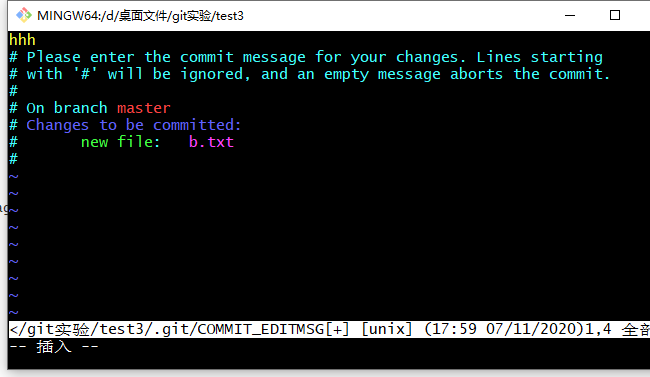 MINGW64:/d/桌面文件/git实验/test3
hhh
# Please enter the commit message for your changes. Lines starting
# with '#' will be ignored, and an empty message aborts the commit.
#
# On branch master
# Changes to be committed:
#       new file:   b.txt
#
~
~
~
~
~
~
~
~
~
</git实验/test3/.git/COMMIT_EDITMSG[+] [unix] (17:59 07/11/2020)1,4 全部
-- 插入 --